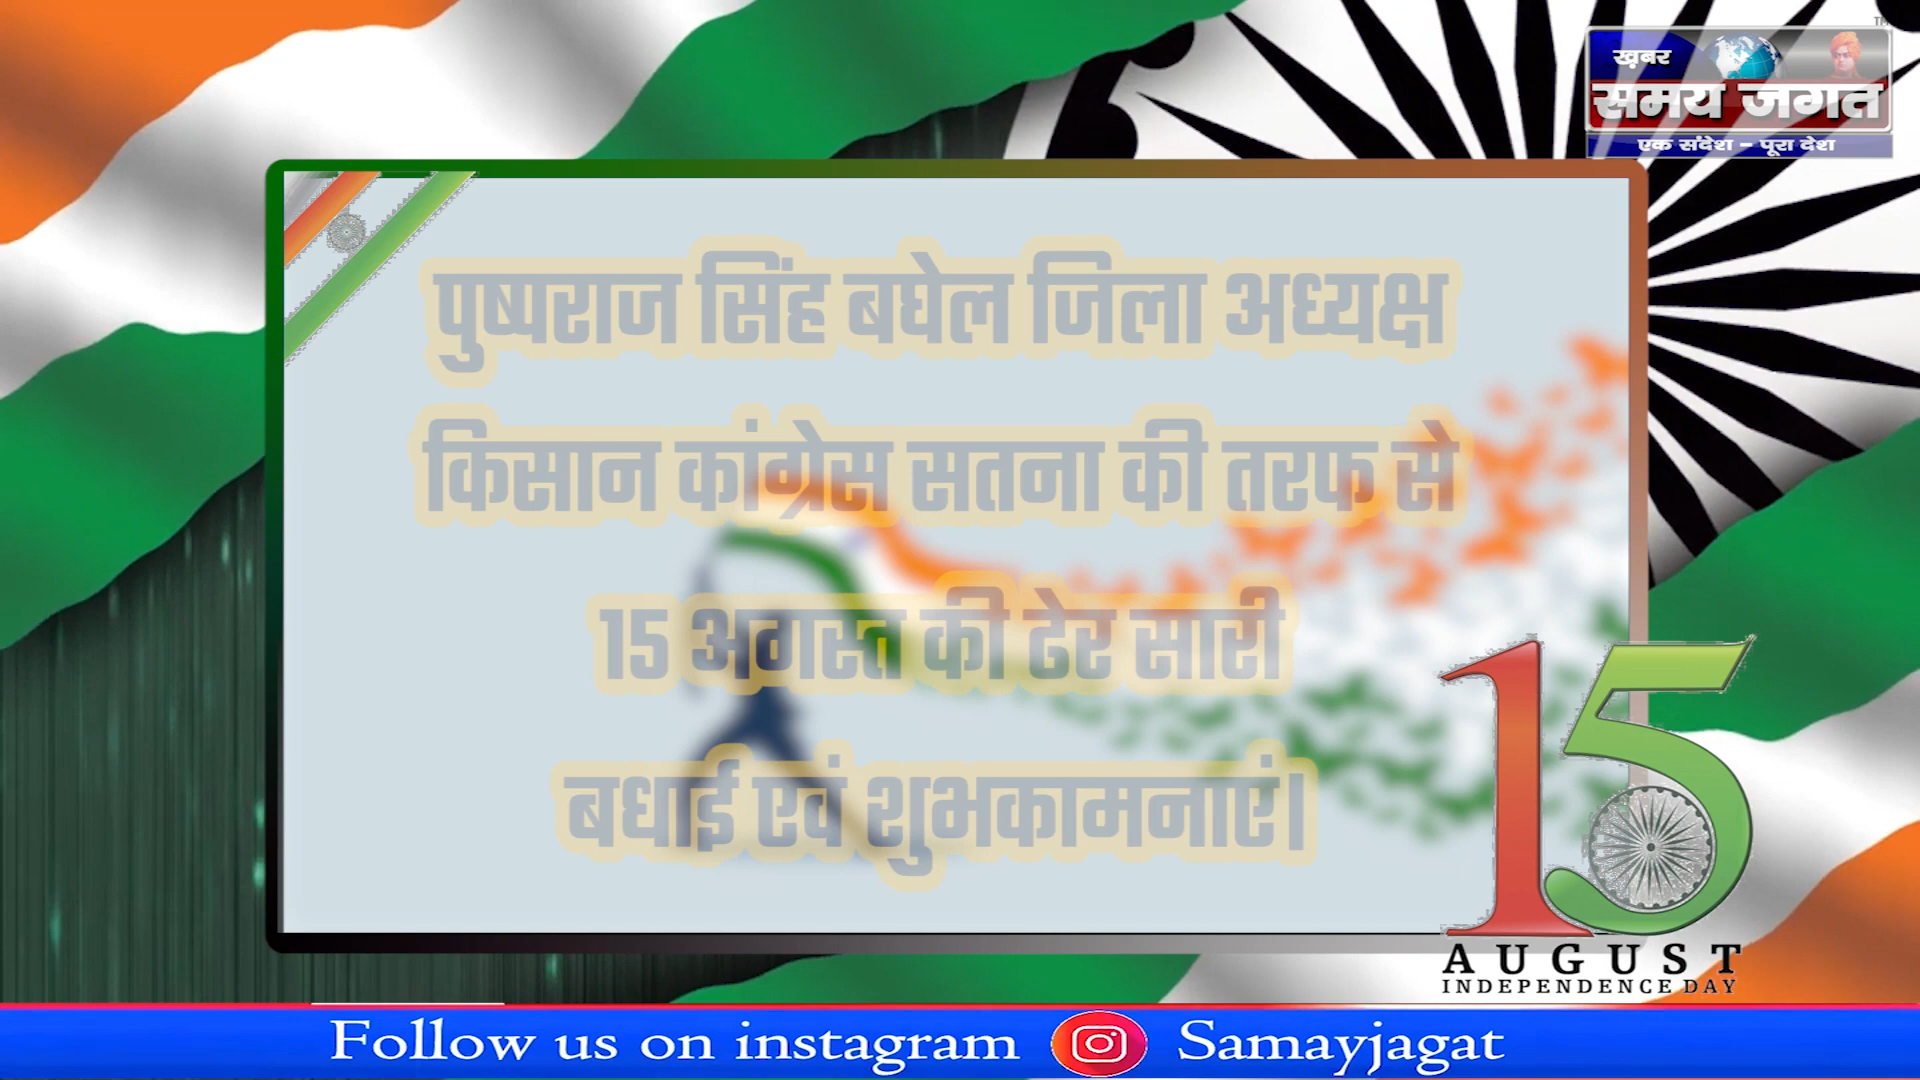 TM
ख़बर
समय जगत
एक संदेश - पूरा देश
पुष्पराज सिंह बघेल जिला अध्यक्ष
किसान कांग्रेस सतना की तरफ से
15 अगस्त की ढेर सारी
बधाई एवं शुभकामनाएं।
15
AUGUST
INDEPENDENCE DAY
Follow us on instagram Samayjagat